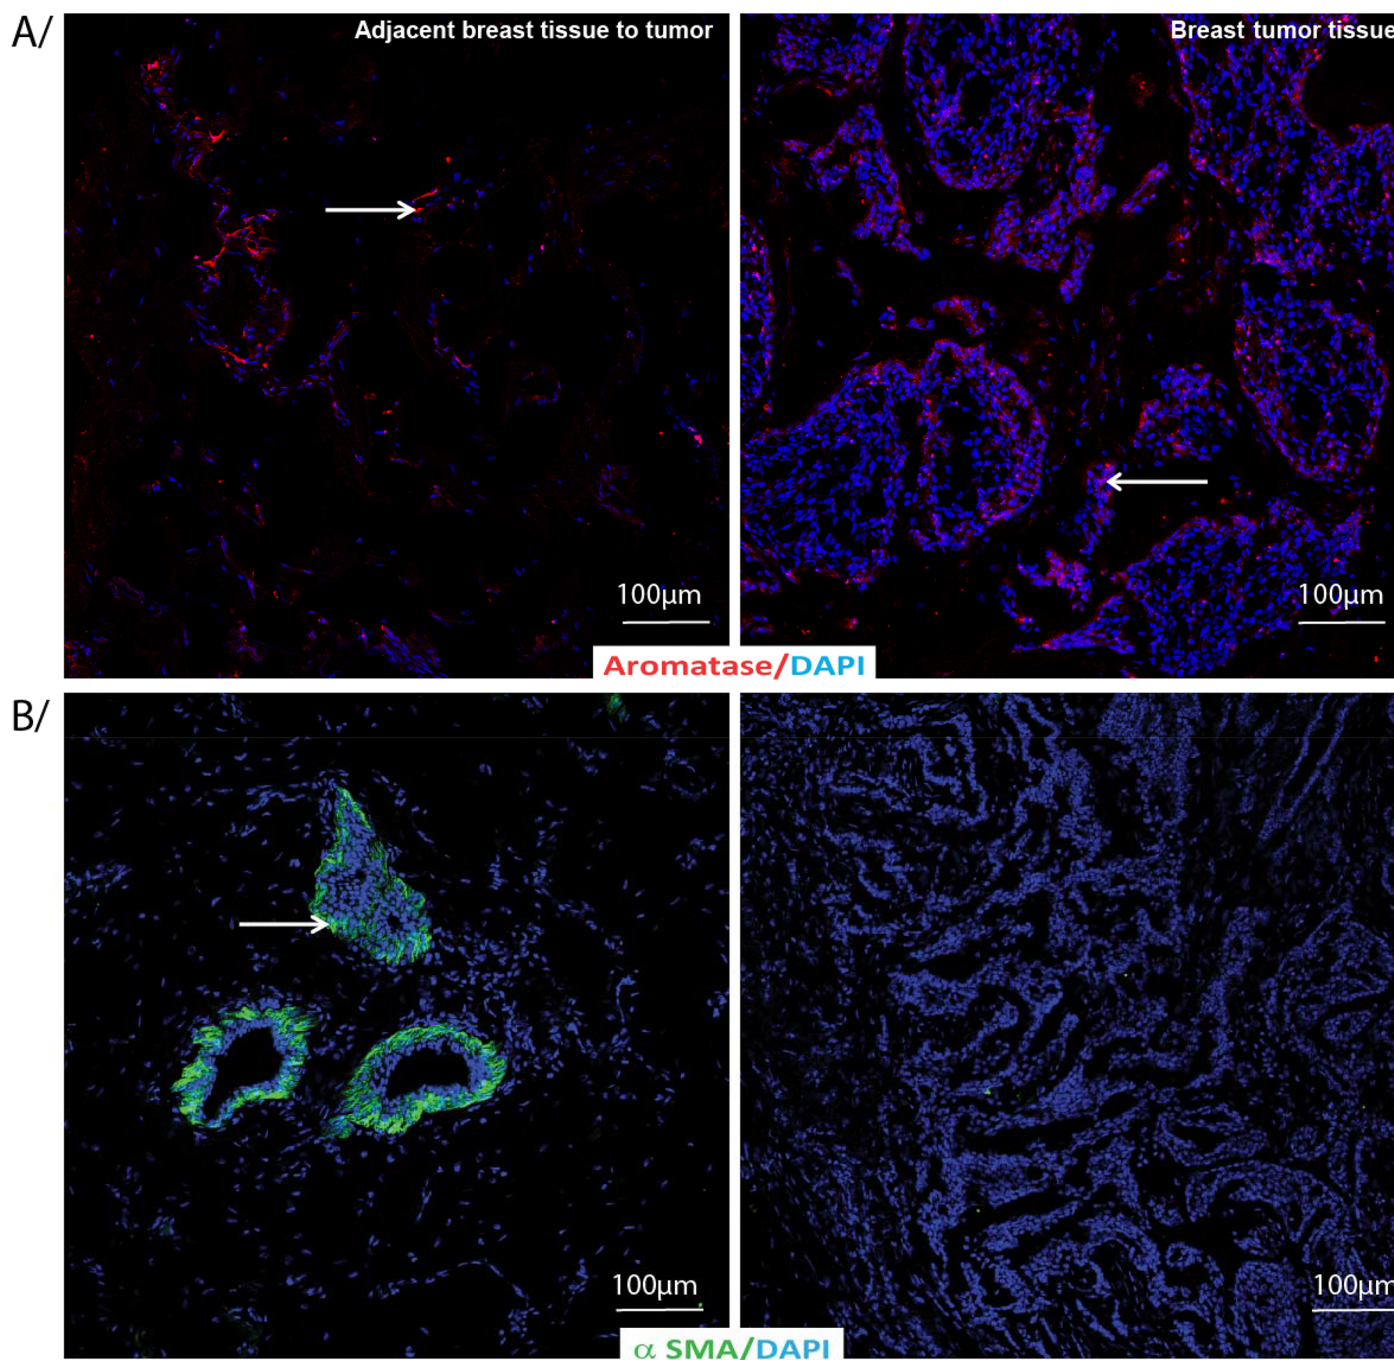 A/
Adjacent breast tissue to tumor
Breast tumor tissue
100µm
100µm
Aromatase/DAPI
B/
100µm
100µm
α SMA/DAPI